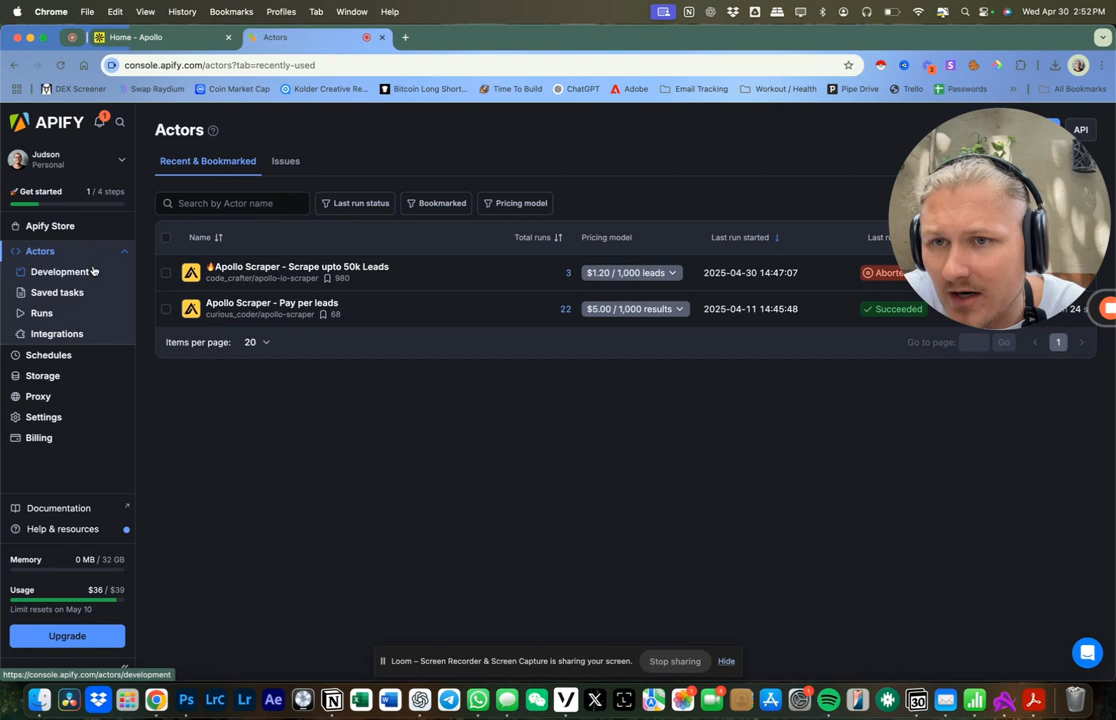 Chrome File Edit View History Bookmarks Profiles Tab Window Help Wed Apr 30 2:52 PM
Home - Apollo Actors
console.apify.com/actors?tab=recently-used
DEX Screener Swap Raydium Coin Market Cap Kolder Creative Re... Bitcoin Long Short... Time To Build ChatGPT Adobe Email Tracking Workout / Health Pipe Drive Trello Passwords All Bookmarks
APIFY 1
Judson
Personal
Get started 1 / 4 steps
Apify Store
Actors
Development
Saved tasks
Runs
Integrations
Schedules
Storage
Proxy
Settings
Billing
Documentation
Help & resources
Memory 0 MB / 32 GB
Usage $36 / $39
Limit resets on May 10
Upgrade
https://console.apify.com/actors/development
Actors
API
Recent & Bookmarked Issues
Search by Actor name Last run status Bookmarked Pricing model
Name Total runs Pricing model Last run started Last ru
🔥Apollo Scraper - Scrape upto 50k Leads 3 $1.20 / 1,000 leads 2025-04-30 14:47:07 Aborte
code_crafter/apollo-io-scraper 980
Apollo Scraper - Pay per leads 22 $5.00 / 1,000 results 2025-04-11 14:45:48 Succeeded 24 s
curious_coder/apollo-scraper 68
Items per page: 20 Go to page: Go 1
Loom – Screen Recorder & Screen Capture is sharing your screen. Stop sharing Hide